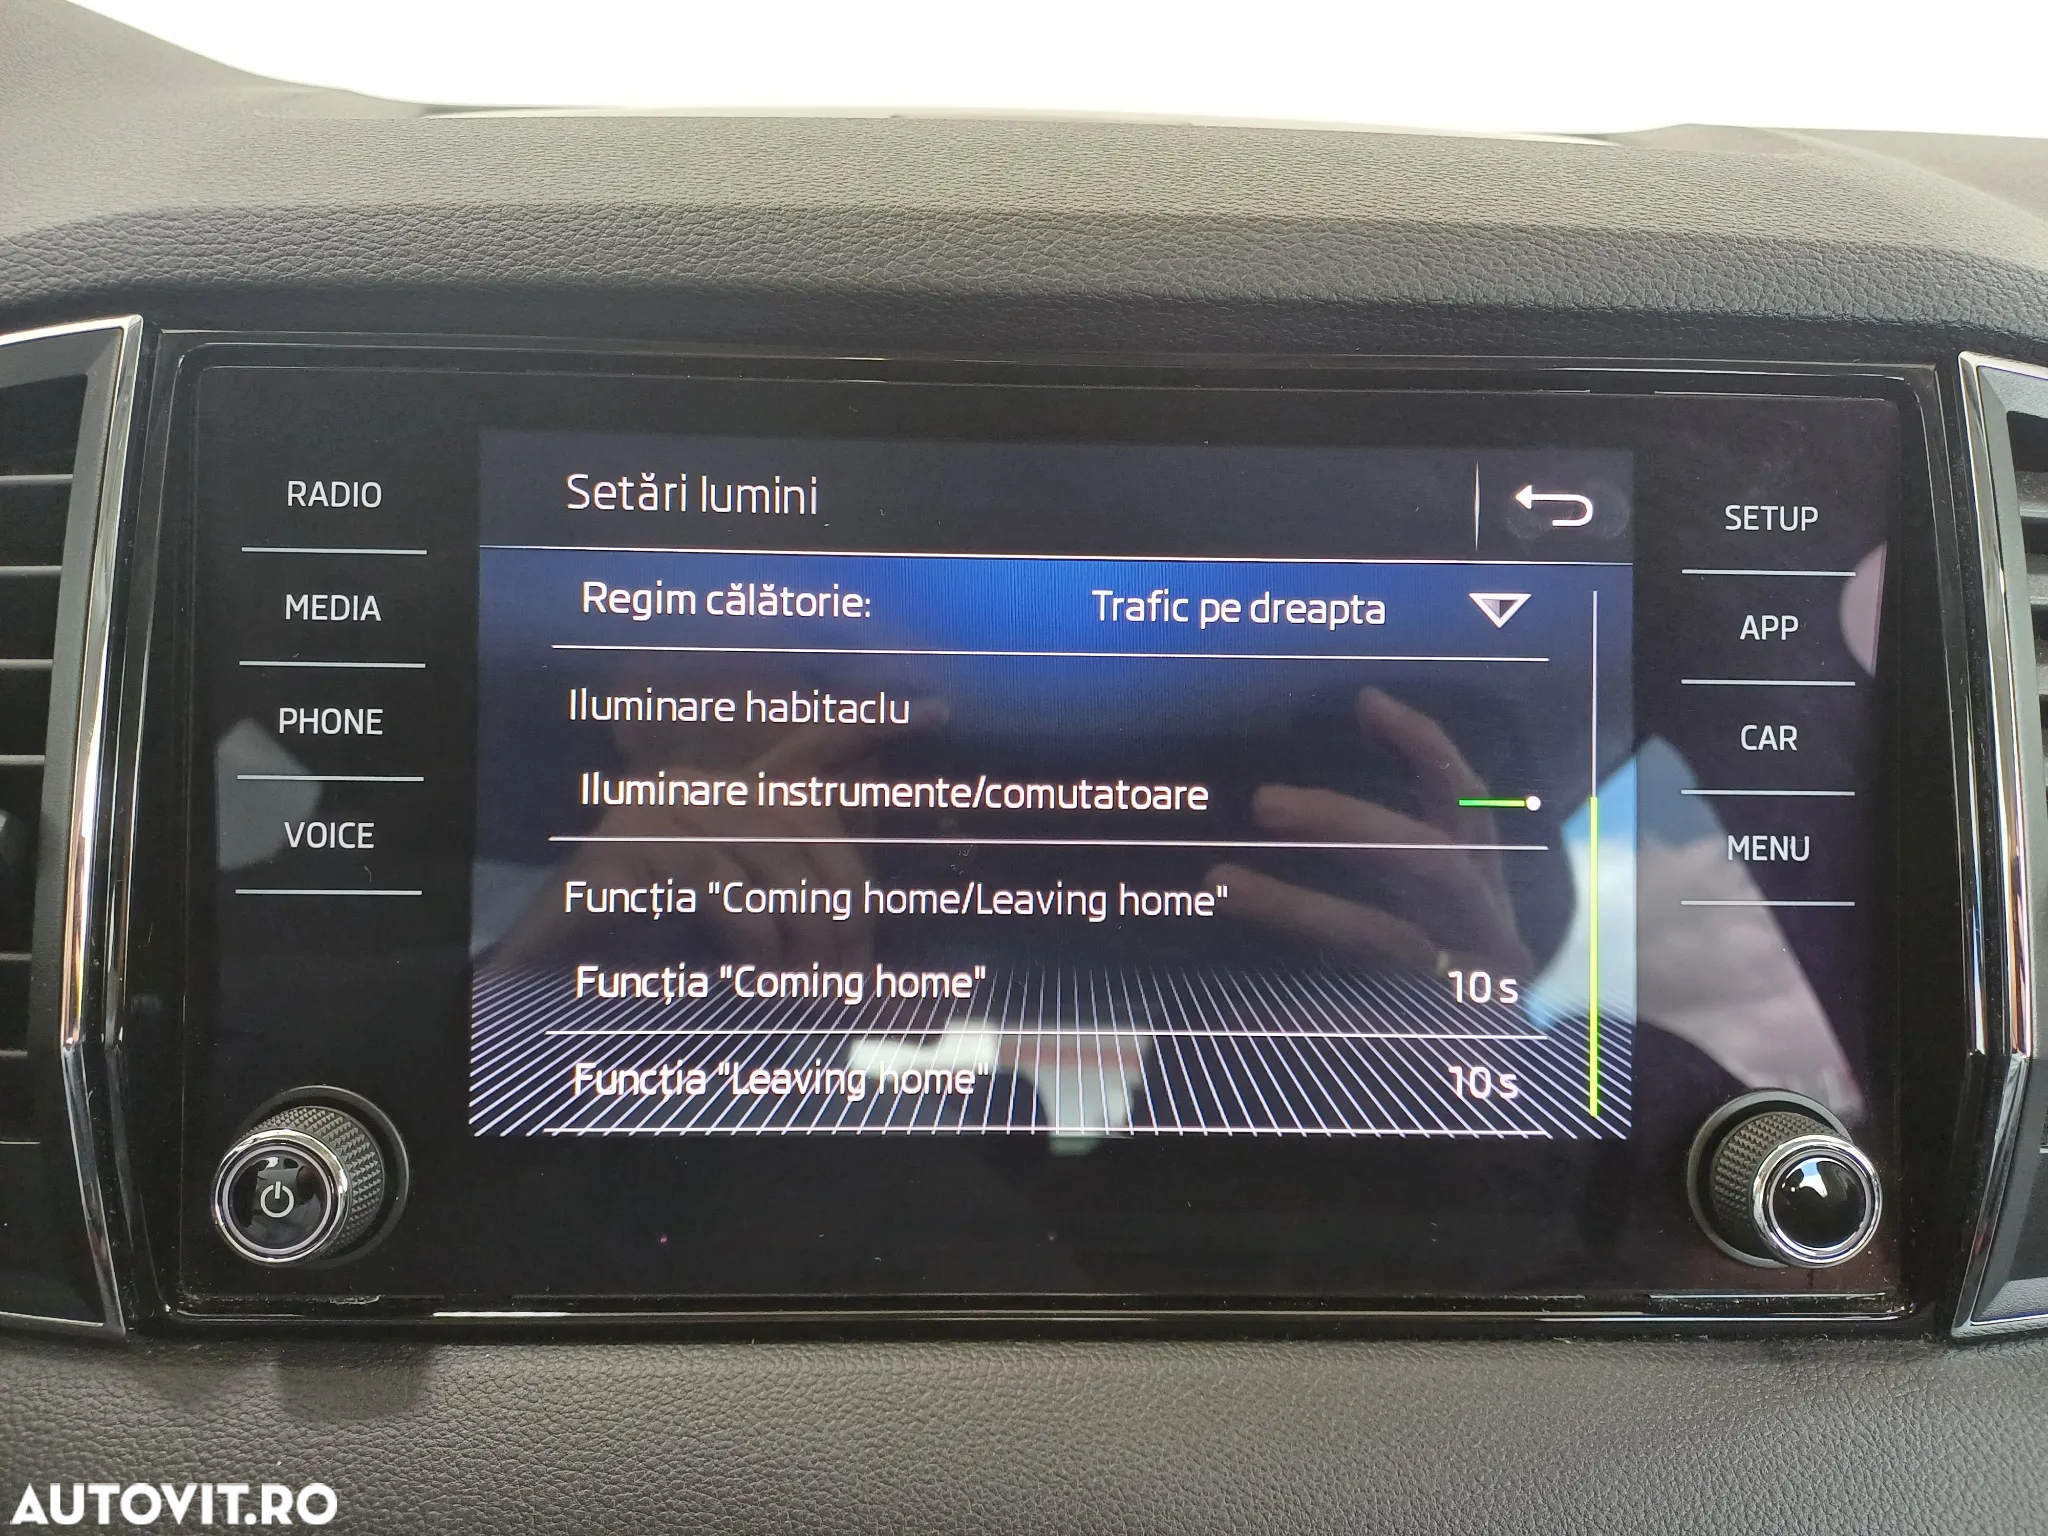 RADIO
MEDIA
PHONE
VOICE
Setări lumini
Regim călătorie: Trafic pe dreapta
Iluminare habitaclu
Iluminare instrumente/comutatoare
Funcția "Coming home/Leaving home"
Funcția "Coming home" 10 s
Funcția "Leaving home" 10 s
SETUP
APP
CAR
MENU
AUTOVIT.RO